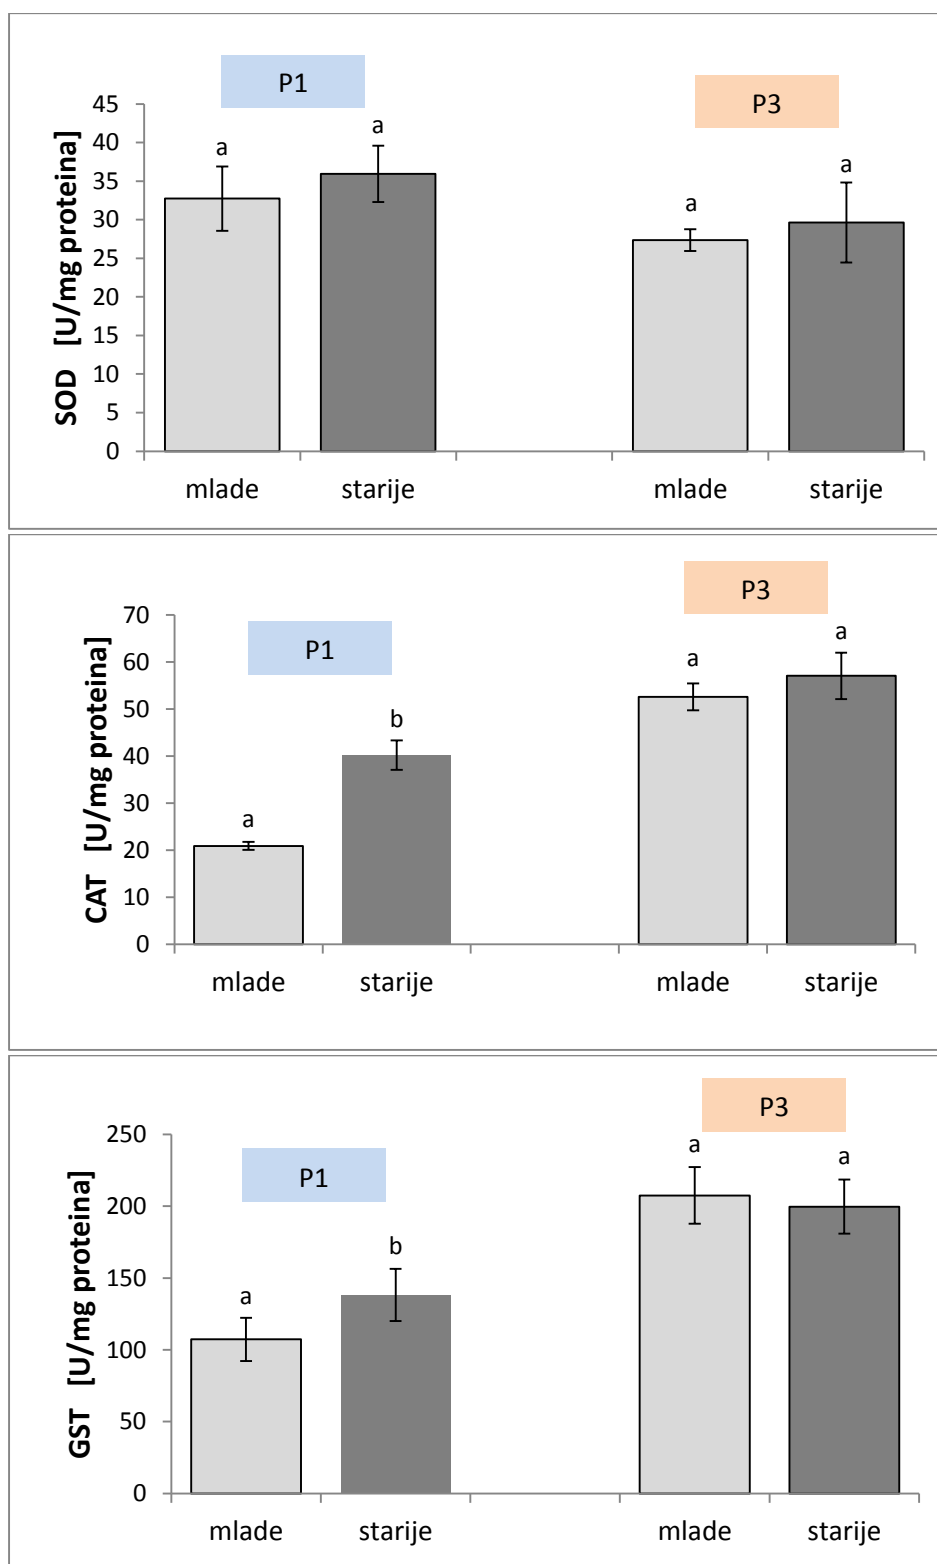 P1
P3
SOD [U/mg proteina]
45
40
35
30
25
20
15
10
5
0
a
a
a
a
mlade
starije
mlade
starije
P3
P1
CAT [U/mg proteina]
70
60
50
40
30
20
10
0
a
b
a
a
mlade
starije
mlade
starije
P3
P1
GST [U/mg proteina]
250
200
150
100
50
0
a
b
a
a
mlade
starije
mlade
starije